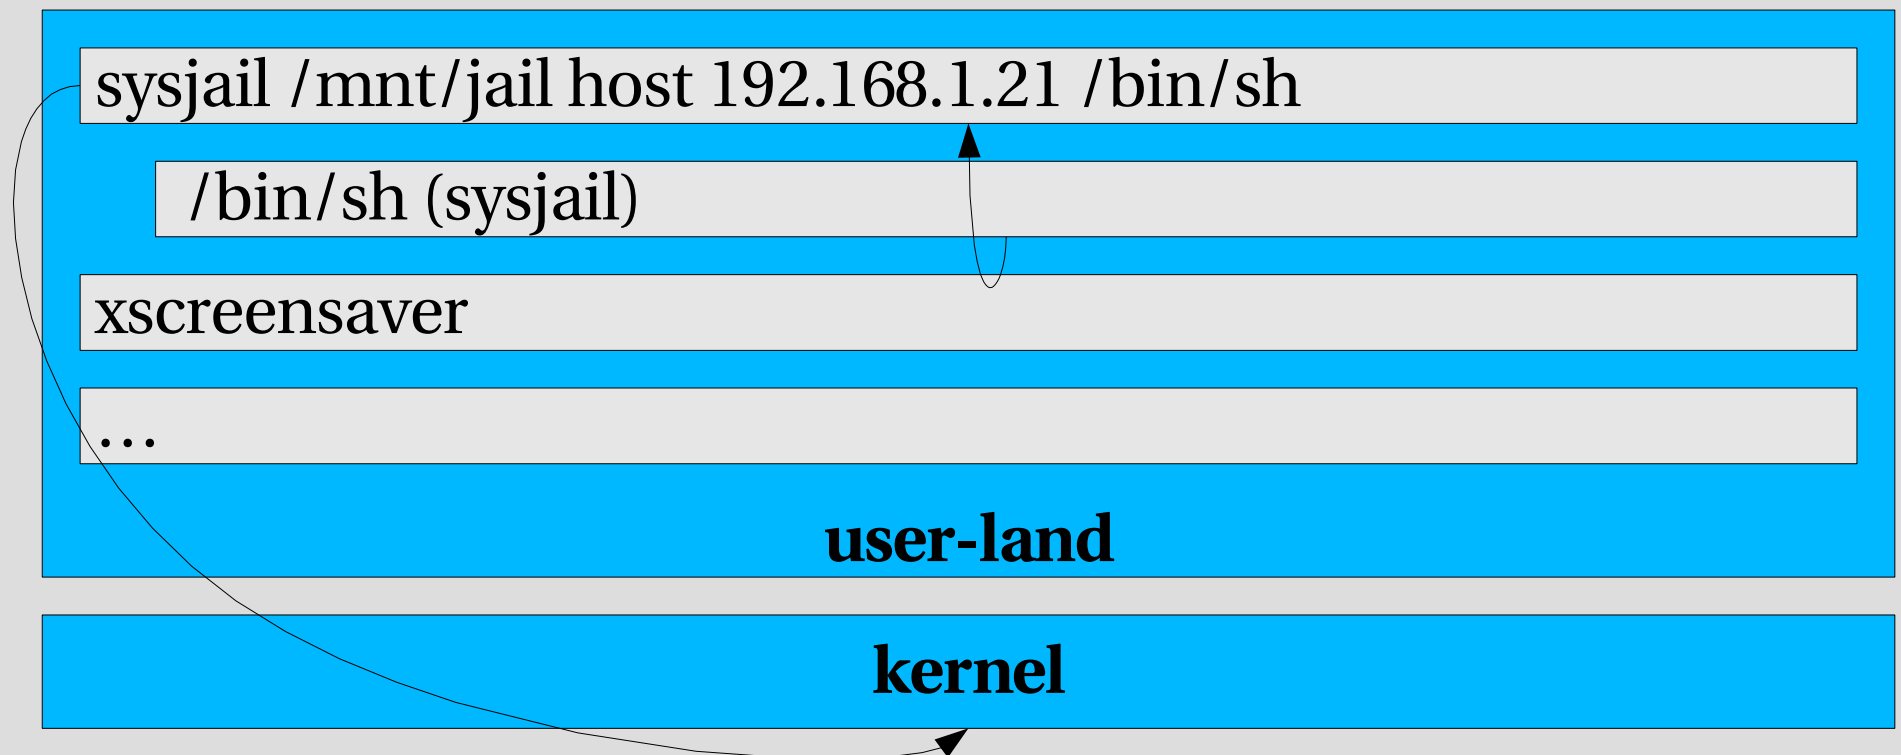 sysjail /mnt/jail host 192.168.1.21 /bin/sh
/bin/sh (sysjail)
xscreensaver
...
user-land
kernel